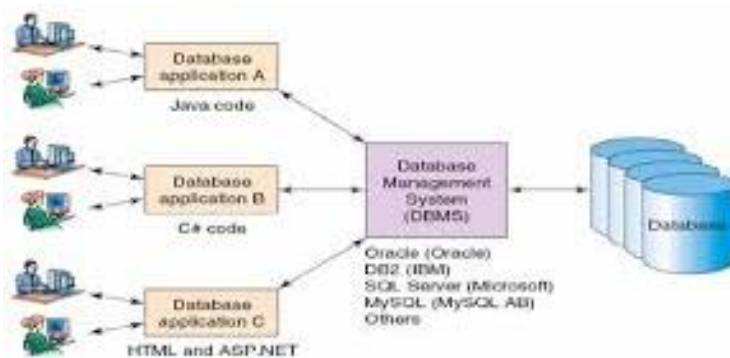 Database
application A
Java code
Database
application B
C# code
Database
application C
HTML and ASP.NET
Database
Management
System
(DBMS)
Oracle (Oracle)
DB2 (IBM)
SQL Server (Microsoft)
MySQL (MySQL AB)
Others
Database